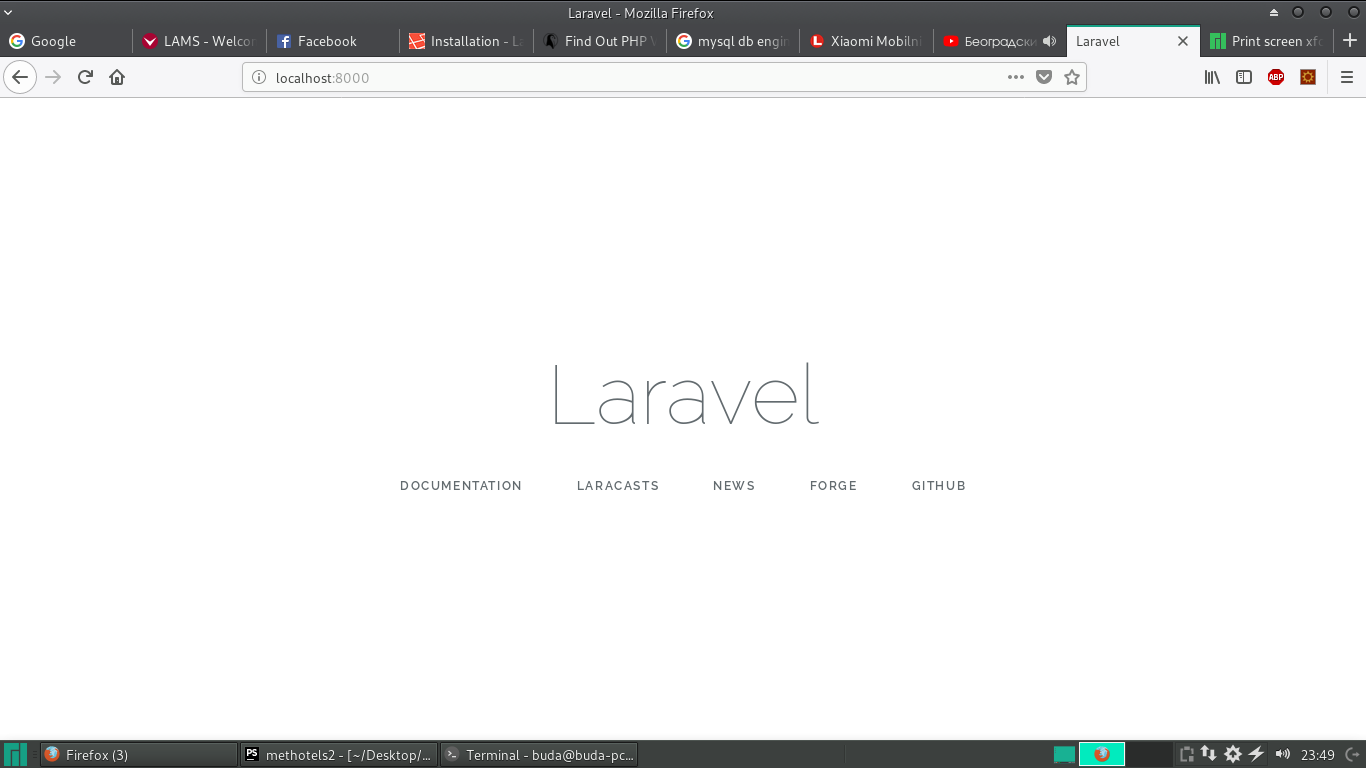 Laravel - Mozilla Firefox
Google
LAMS - Welcor
Facebook
Installation - La
Find Out PHP
mysql db engin
Xiaomi Mobilni
Београдски
Laravel
Print screen xfc
localhost:8000
ABP
Laravel
DOCUMENTATION
LARACASTS
NEWS
FORGE
GITHUB
Firefox (3)
PS
methotels2 - [~/Desktop/...
Terminal - buda@buda-pc...
23:49